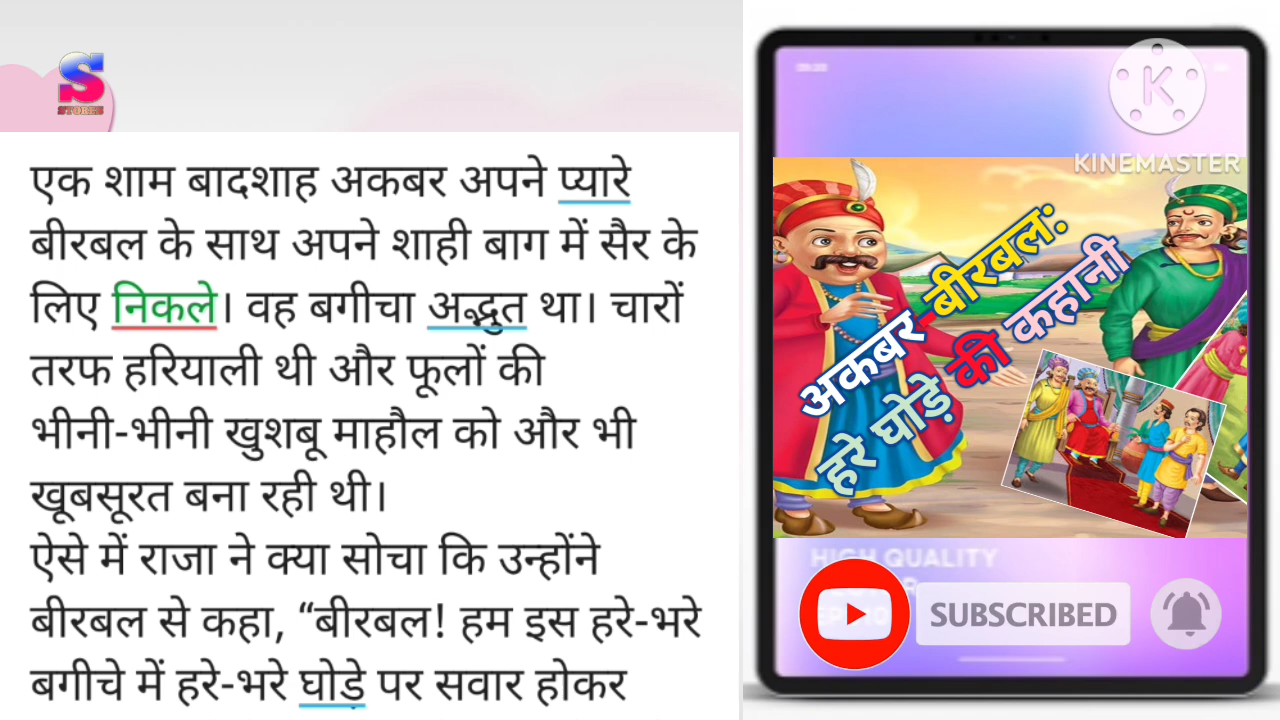 S
STORIES
एक शाम बादशाह अकबर अपने प्यारे
बीरबल के साथ अपने शाही बाग में सैर के
लिए निकले। वह बगीचा अद्भुत था। चारों
तरफ हरियाली थी और फूलों की
भीनी-भीनी खुशबू माहौल को और भी
खूबसूरत बना रही थी।
ऐसे में राजा ने क्या सोचा कि उन्होंने
बीरबल से कहा, “बीरबल! हम इस हरे-भरे
बगीचे में हरे-भरे घोड़े पर सवार होकर
K
KINEMASTER
अकबर-बीरबल:
हरे घोड़े की कहानी
HIGH QUALITY
SUBSCRIBED